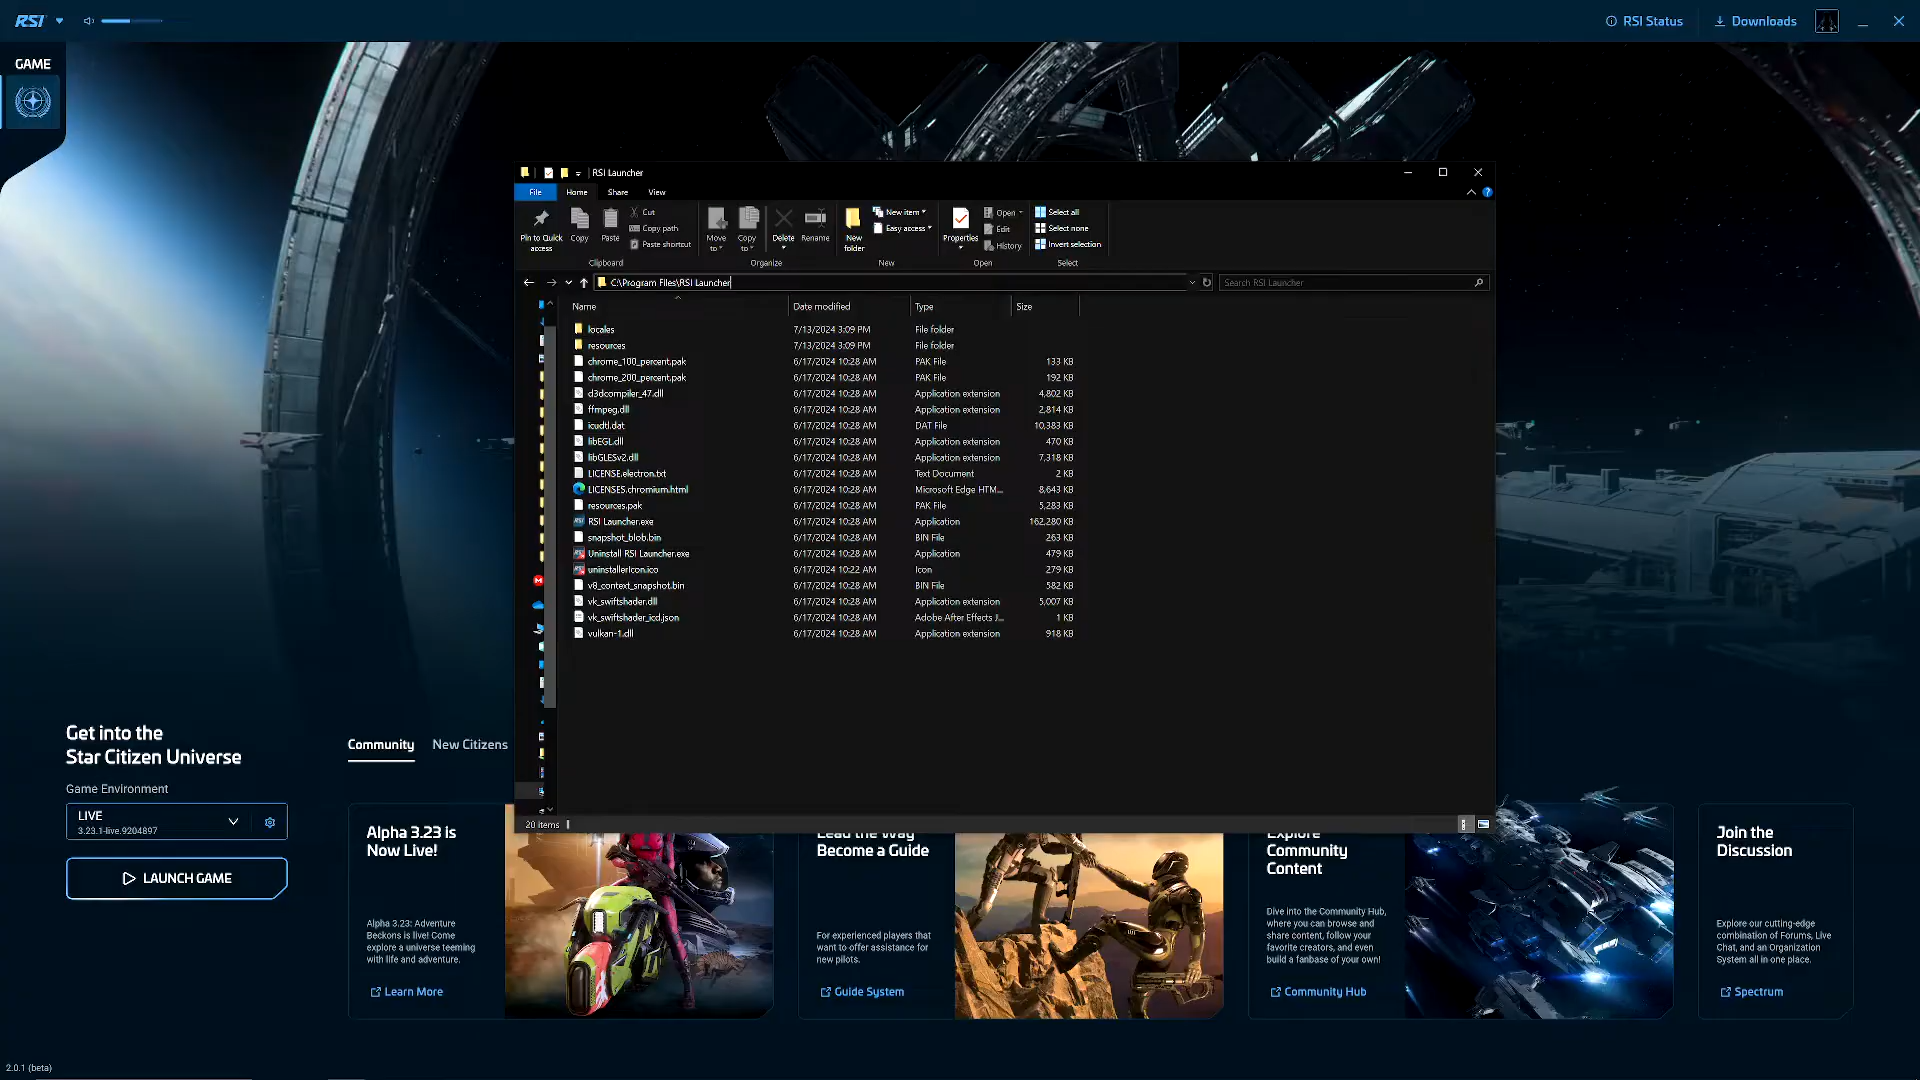 RSI
RSI Status
Downloads
GAME
RSI Launcher
File
Home
Share
View
Pin to Quick access
Copy
Paste
Cut
Copy path
Paste shortcut
Clipboard
Move to
Copy to
Delete
Rename
Organize
New folder
New item
Easy access
New
Properties
Open
Edit
History
Open
Select all
Select none
Invert selection
Select
C:\Program Files\RSI Launcher
Search RSI Launcher
Name Date modified Type Size
locales 7/13/2024 3:09 PM File folder
resources 7/13/2024 3:09 PM File folder
chrome_100_percent.pak 6/17/2024 10:28 AM PAK File 133 KB
chrome_200_percent.pak 6/17/2024 10:28 AM PAK File 192 KB
d3dcompiler_47.dll 6/17/2024 10:28 AM Application extension 4,802 KB
ffmpeg.dll 6/17/2024 10:28 AM Application extension 2,814 KB
icudtl.dat 6/17/2024 10:28 AM DAT File 10,383 KB
libEGL.dll 6/17/2024 10:28 AM Application extension 470 KB
libGLESv2.dll 6/17/2024 10:28 AM Application extension 7,318 KB
LICENSE.electron.txt 6/17/2024 10:28 AM Text Document 2 KB
LICENSES.chromium.html 6/17/2024 10:28 AM Microsoft Edge HTM... 8,643 KB
resources.pak 6/17/2024 10:28 AM PAK File 5,283 KB
RSI Launcher.exe 6/17/2024 10:28 AM Application 162,280 KB
snapshot_blob.bin 6/17/2024 10:28 AM BIN File 263 KB
Uninstall RSI Launcher.exe 6/17/2024 10:28 AM Application 479 KB
uninstallerIcon.ico 6/17/2024 10:22 AM Icon 279 KB
v8_context_snapshot.bin 6/17/2024 10:28 AM BIN File 582 KB
vk_swiftshader.dll 6/17/2024 10:28 AM Application extension 5,007 KB
vk_swiftshader_icd.json 6/17/2024 10:28 AM Adobe After Effects J... 1 KB
vulkan-1.dll 6/17/2024 10:28 AM Application extension 918 KB
20 items
Get into the
Star Citizen Universe
Game Environment
LIVE
3.23.1-live.9204897
LAUNCH GAME
Community
New Citizens
Alpha 3.23 is
Now Live!
Alpha 3.23: Adventure
Beckons is live! Come
explore a universe teeming
with life and adventure.
Learn More
Lead the Way
Become a Guide
For experienced players that
want to offer assistance for
new pilots.
Guide System
Explore
Community
Content
Dive into the Community Hub,
where you can browse and
share content, follow your
favorite creators, and even
build a fanbase of your own!
Community Hub
Join the
Discussion
Explore our cutting-edge
combination of Forums, Live
Chat, and an Organization
System all in one place.
Spectrum
2.0.1 (beta)